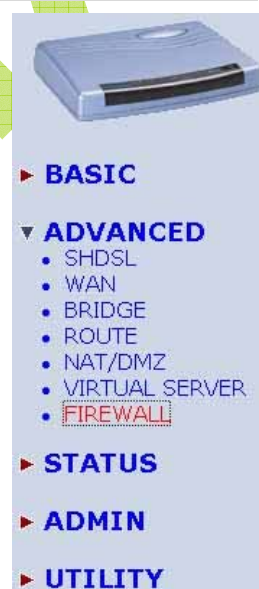 BASIC
ADVANCED
SHDSL
WAN
BRIDGE
ROUTE
NAT/DMZ
VIRTUAL SERVER
FIREWALL
STATUS
ADMIN
UTILITY